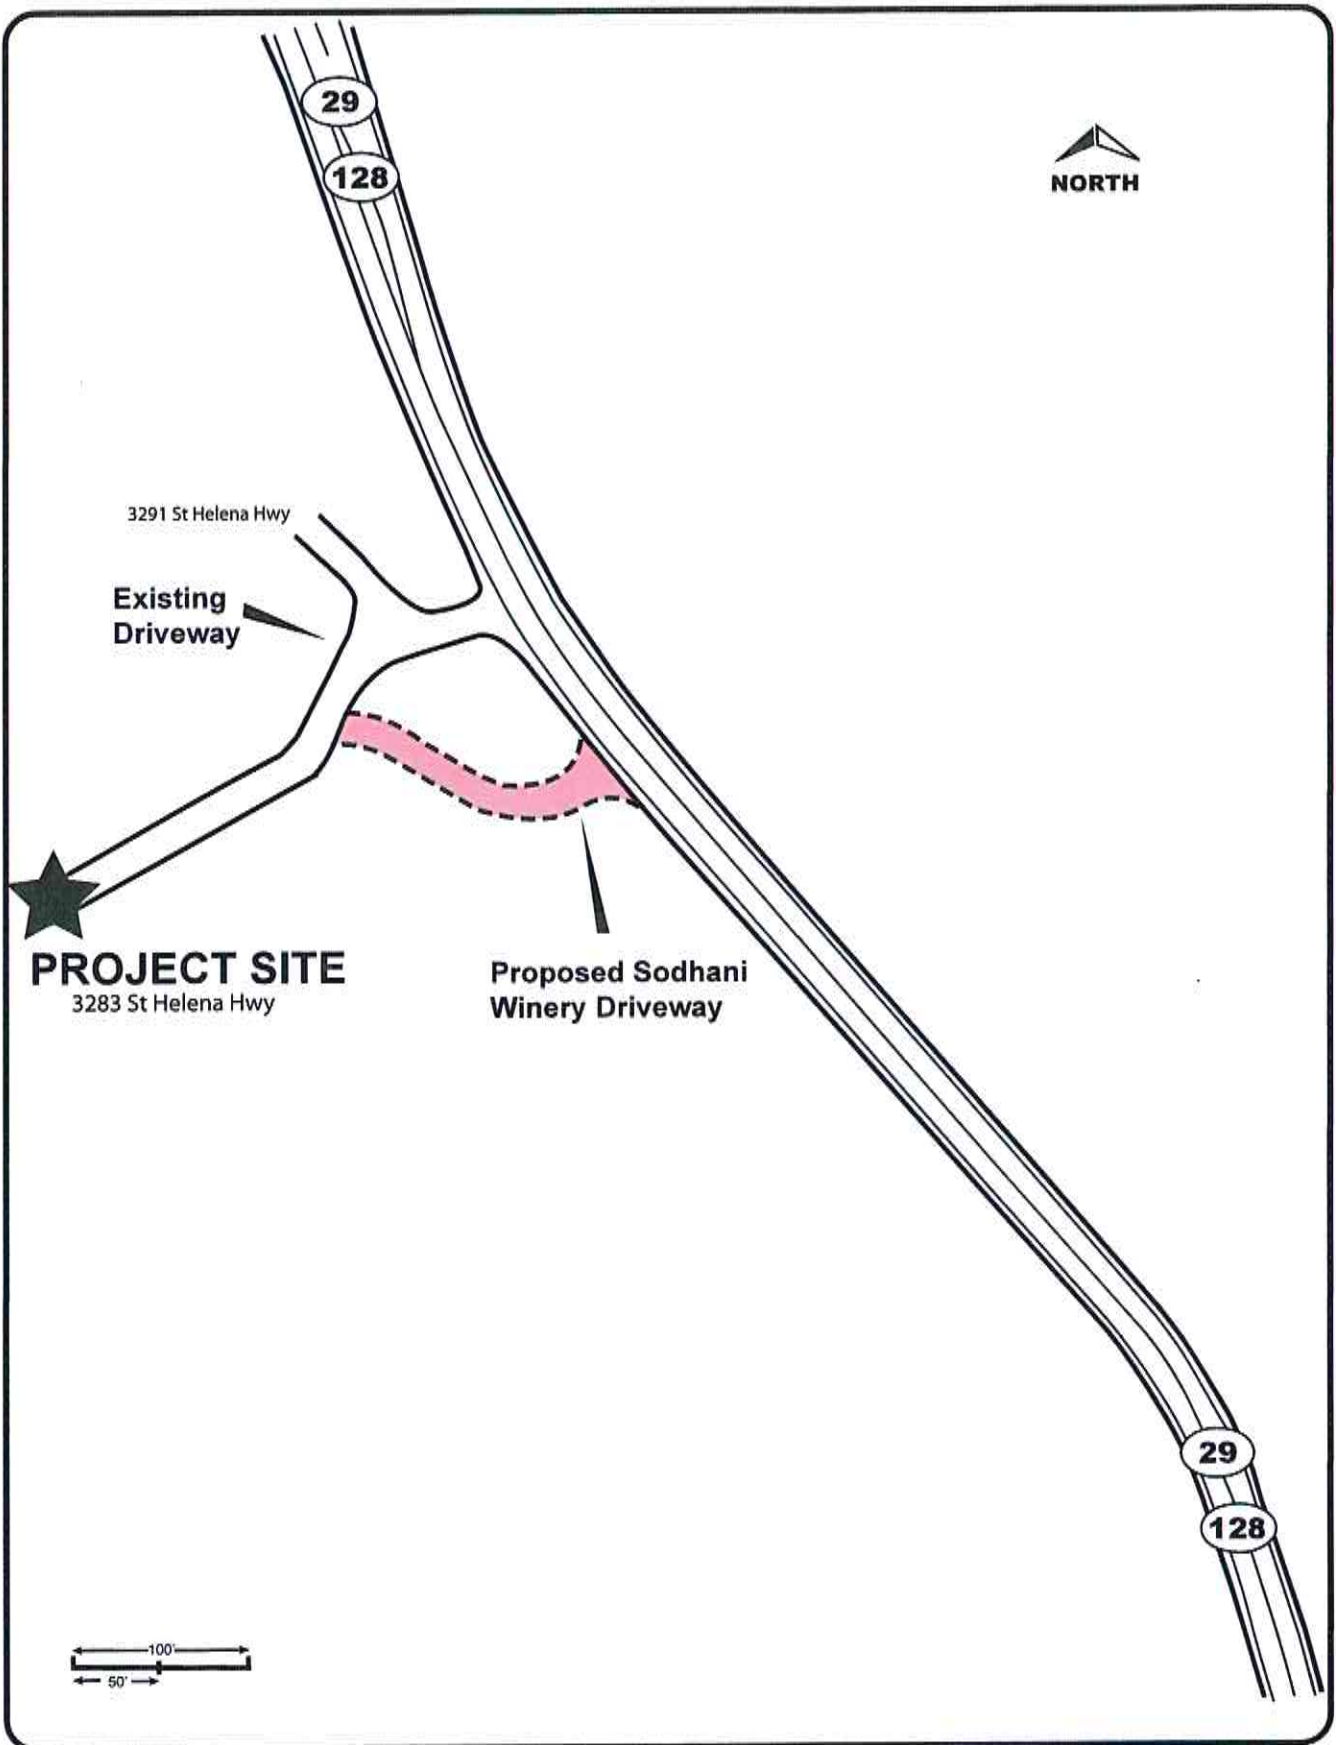 29
128
NORTH
3291 St Helena Hwy
Existing
Driveway
PROJECT SITE
3283 St Helena Hwy
Proposed Sodhani
Winery Driveway
29
128
100'
50'